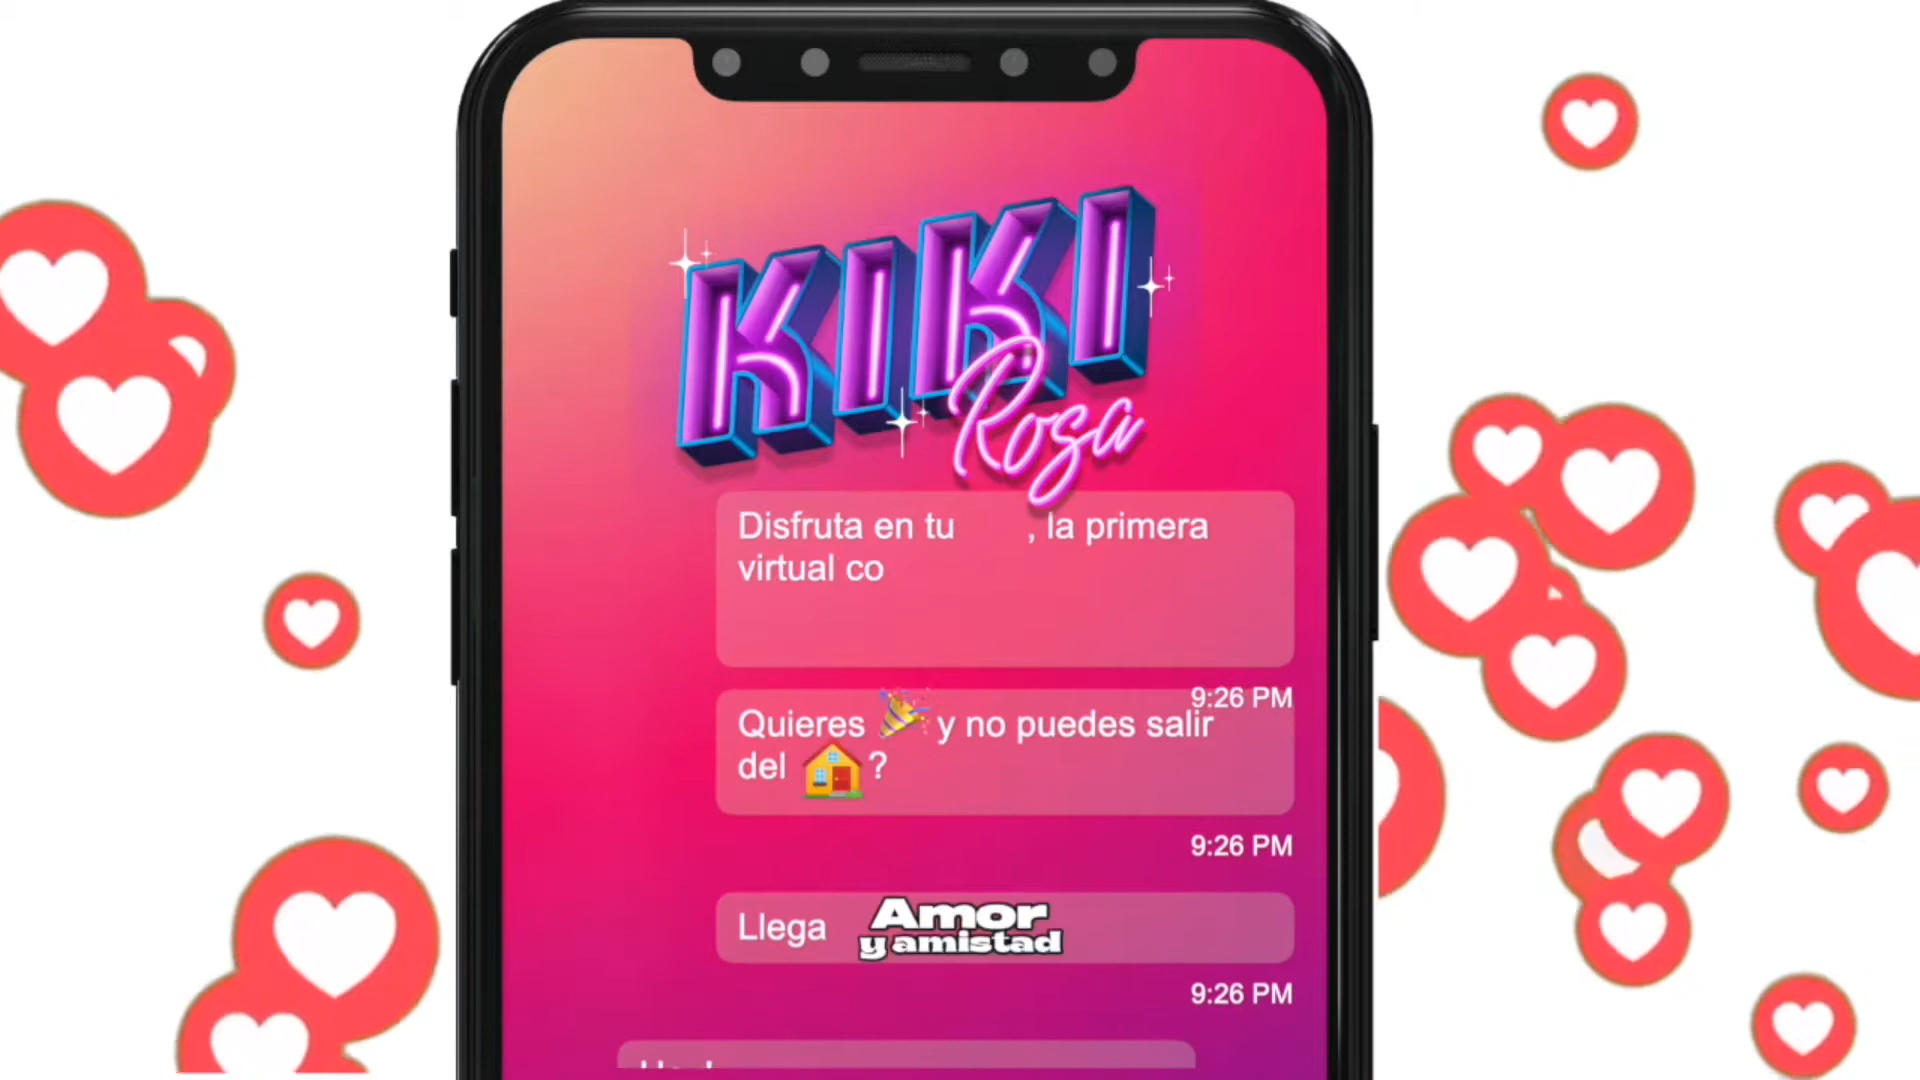 KIKI
Rosa
Disfruta en tu , la primera
virtual co
9:26 PM
Quieres 🎉 y no puedes salir
del 🏠?
9:26 PM
Llega Amor
y amistad
9:26 PM